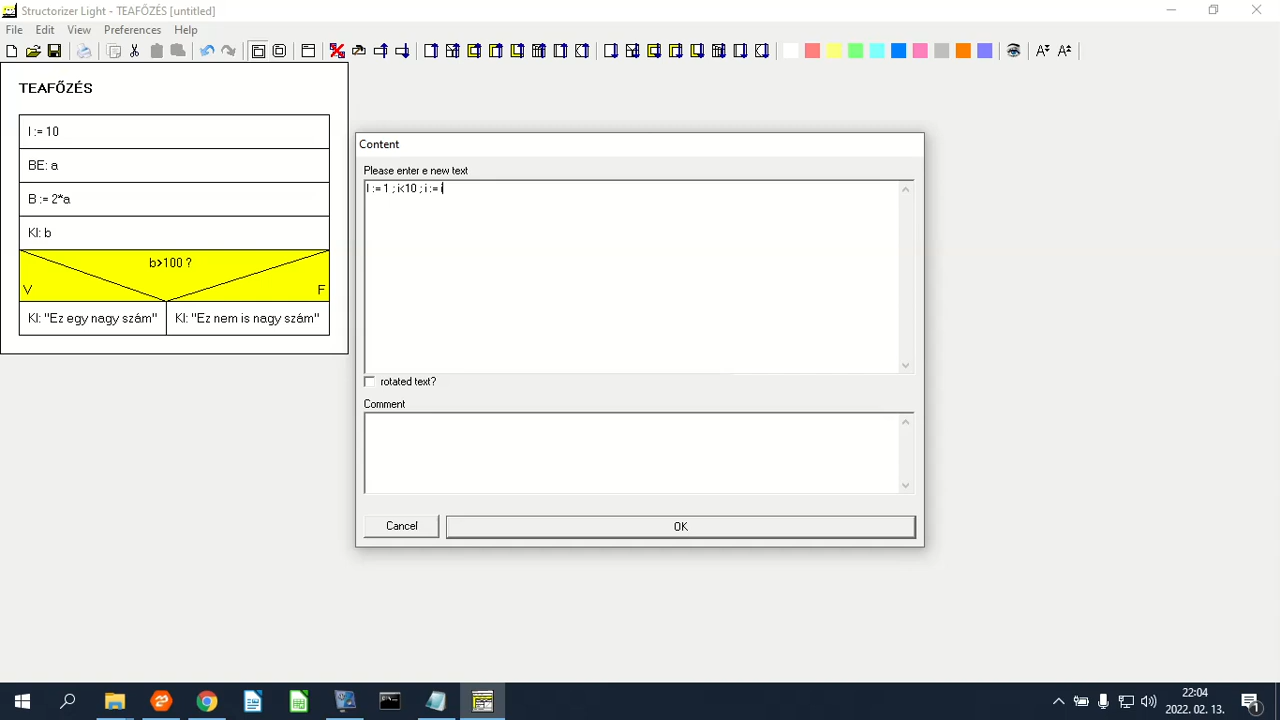 Structorizer Light - TEAFŐZÉS [untitled]
File Edit View Preferences Help
TEAFŐZÉS
I := 10
BE: a
B := 2*a
KI: b
b>100 ?
V F
KI: "Ez egy nagy szám" KI: "Ez nem is nagy szám"
Content
Please enter e new text
I := 1 ; i<10 ; i := i
rotated text?
Comment
Cancel OK
22:04
2022. 02. 13.
1